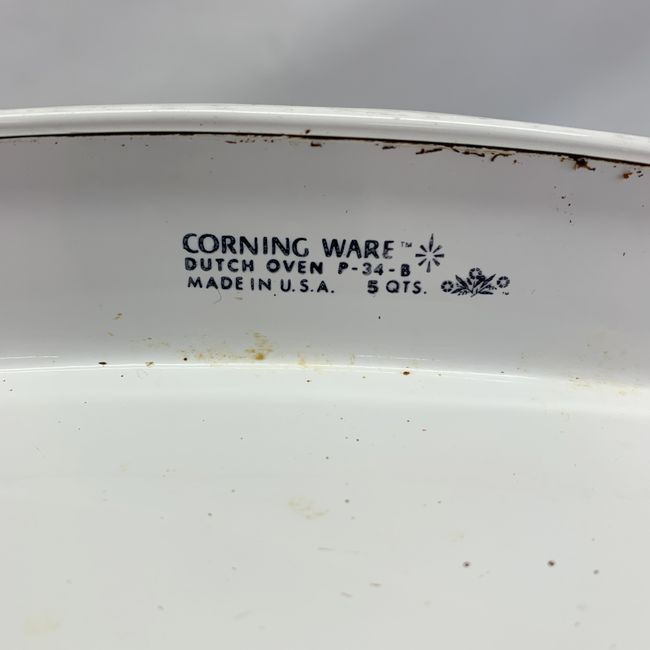 CORNING WARE™
DUTCH OVEN P-34-B
MADE IN U.S.A. 5 QTS.